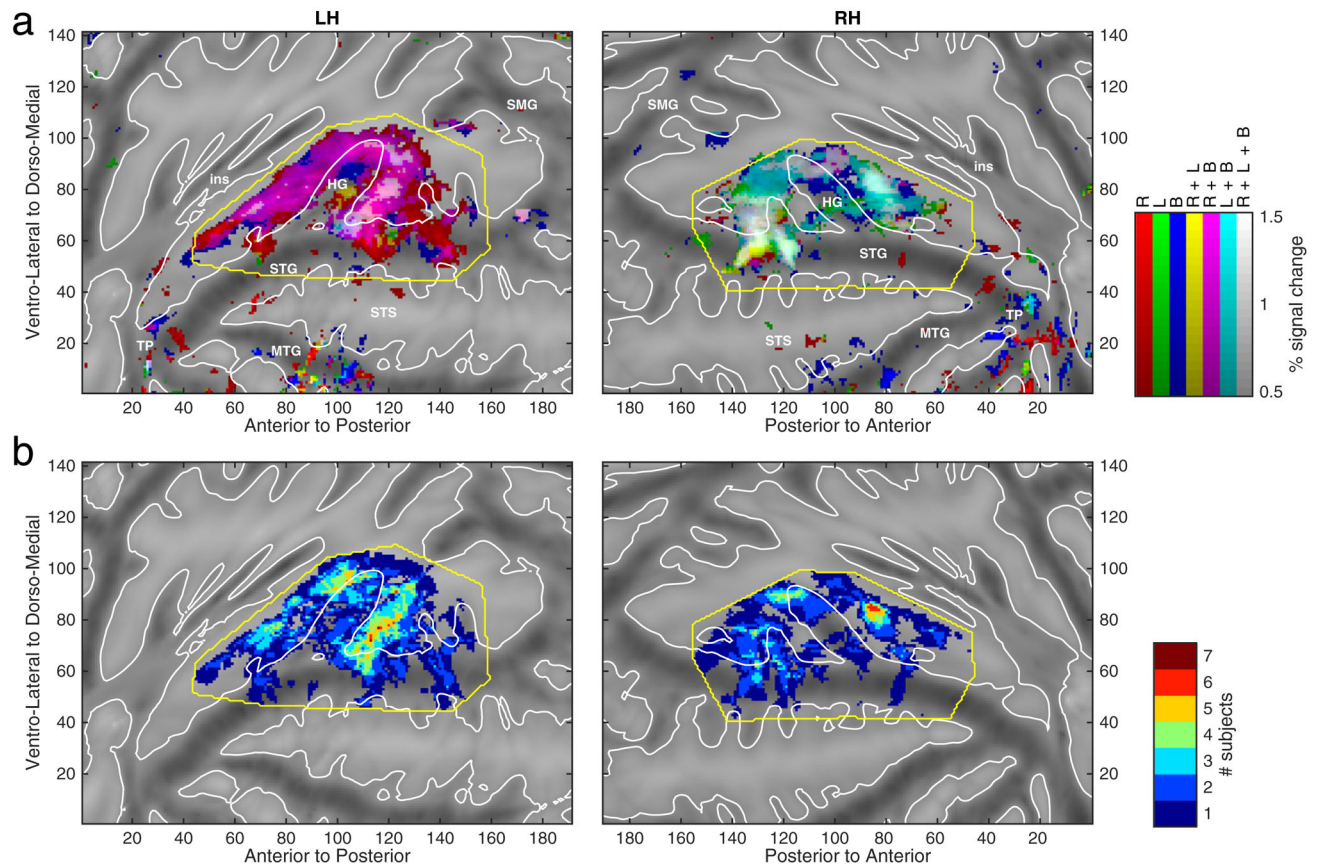 a
LH
RH
Ventro-Lateral to Dorso-Medial
140
120
100
80
60
40
20
SMG
ins
HG
STG
STS
TP
MTG
20 40 60 80 100 120 140 160 180
Anterior to Posterior
SMG
ins
HG
STG
TP
STS
MTG
180 160 140 120 100 80 60 40 20
Posterior to Anterior
140
120
100
80
60
40
20
R
L
B
R + L
R + B
L + B
R + L + B
1.5
1
0.5
% signal change
b
Ventro-Lateral to Dorso-Medial
140
120
100
80
60
40
20
20 40 60 80 100 120 140 160 180
Anterior to Posterior
180 160 140 120 100 80 60 40 20
Posterior to Anterior
140
120
100
80
60
40
20
7
6
5
4
3
2
1
# subjects